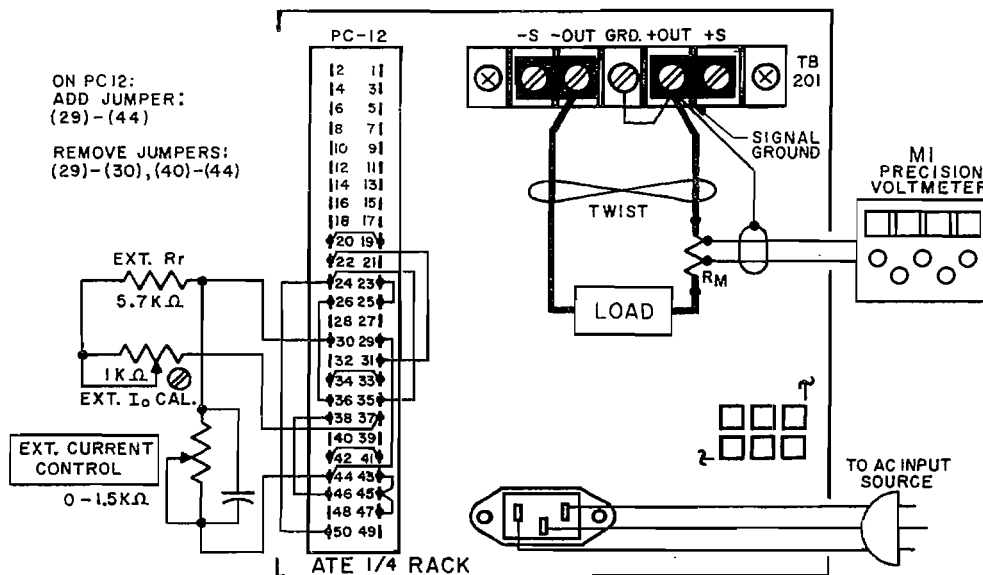 PC-12
ON PC12:
ADD JUMPER:
(29)-(44)
REMOVE JUMPERS:
(29)-(30),(40)-(44)
2 1
4 3
6 5
8 7
10 9
12 11
14 13
16 15
18 17
20 19
22 21
24 23
26 25
28 27
30 29
32 31
34 33
36 35
38 37
40 39
42 41
44 43
46 45
48 47
50 49
EXT. Rr
5.7KΩ
1KΩ
EXT. Io CAL.
EXT. CURRENT
CONTROL
0-1.5KΩ
-S -OUT GRD. +OUT +S
TB
201
SIGNAL
GROUND
TWIST
RM
LOAD
M1
PRECISION
VOLTMETER
TO AC INPUT
SOURCE
ATE 1/4 RACK